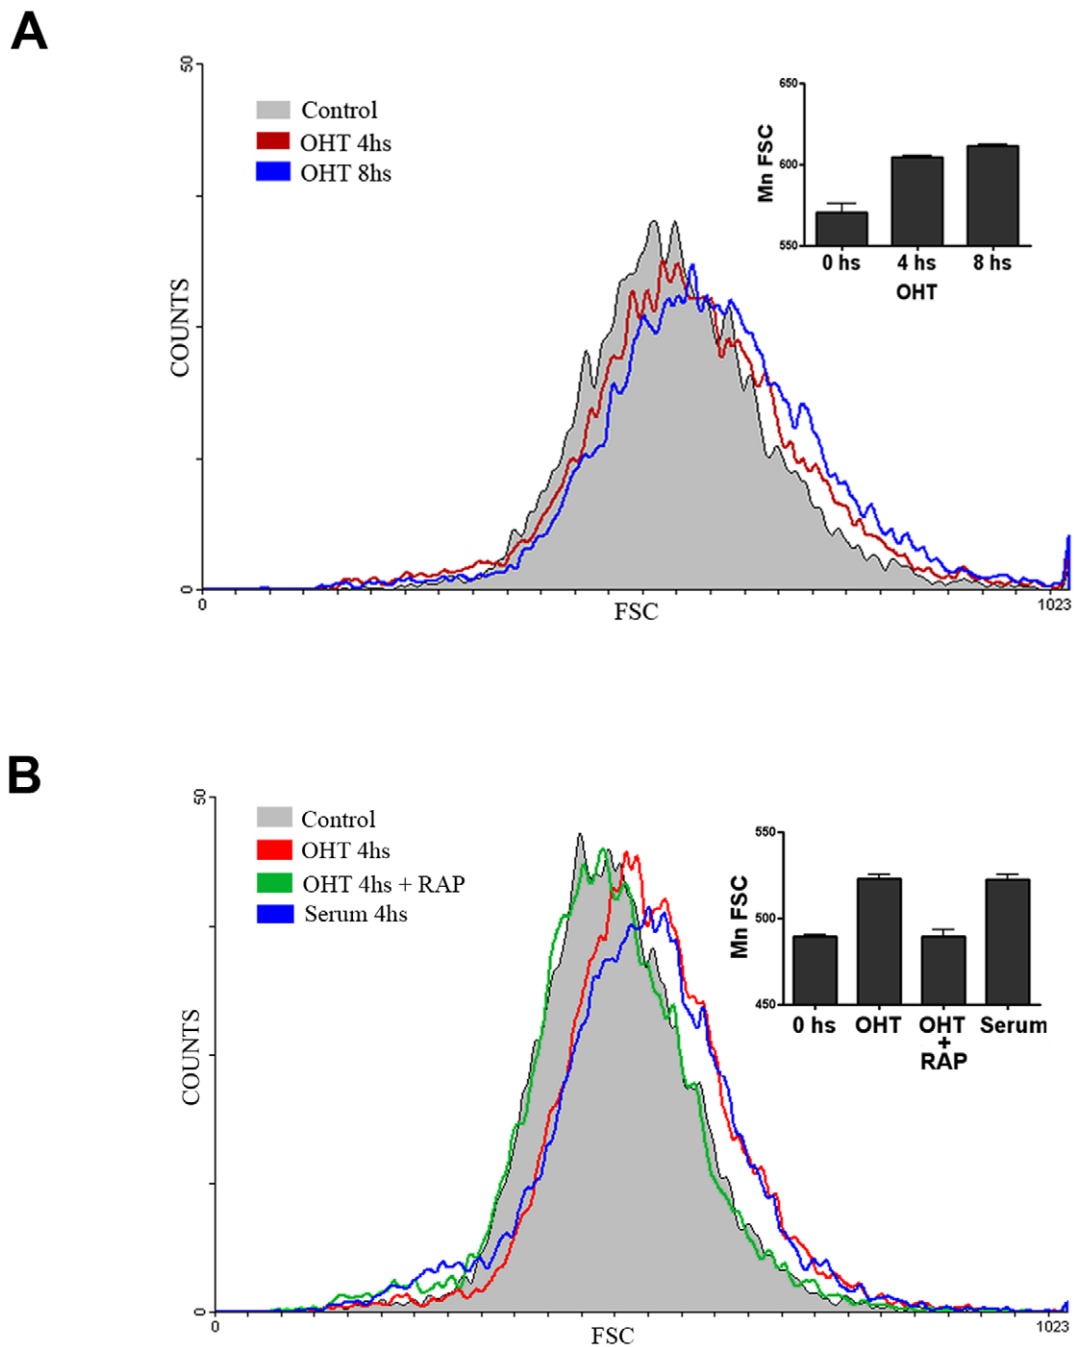 A
50
Control
OHT 4hs
OHT 8hs
COUNTS
0
0
FSC
1023
650
600
550
Mn FSC
0 hs 4 hs 8 hs
OHT
B
50
Control
OHT 4hs
OHT 4hs + RAP
Serum 4hs
COUNTS
0
0
FSC
1023
550
500
450
Mn FSC
0 hs OHT OHT Serum
+
RAP